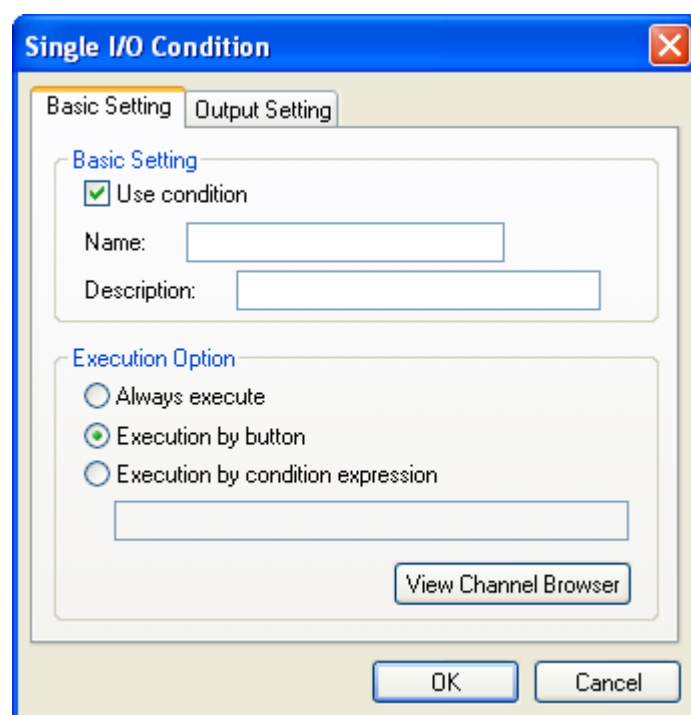 Single I/O Condition
Basic Setting
Output Setting
Basic Setting
Use condition
Name:
Description:
Execution Option
Always execute
Execution by button
Execution by condition expression
View Channel Browser
OK
Cancel